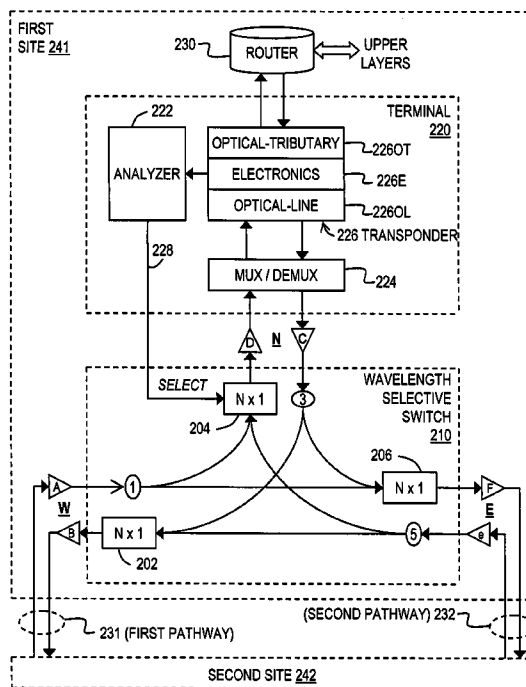 FIRST
SITE 241
230
ROUTER
UPPER
LAYERS
222
TERMINAL
220
ANALYZER
OPTICAL-TRIBUTARY
226OT
ELECTRONICS
226E
OPTICAL-LINE
226OL
226 TRANSPONDER
228
MUX / DEMUX
224
D
N
C
SELECT
N x 1
204
3
WAVELENGTH
SELECTIVE
SWITCH
210
206
A
1
N x 1
F
W
E
B
N x 1
5
e
202
231 (FIRST PATHWAY)
(SECOND PATHWAY) 232
SECOND SITE 242